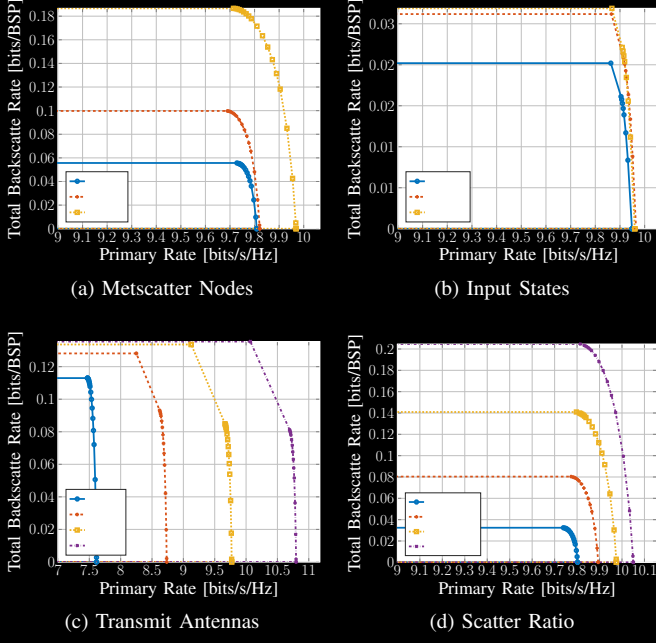 Total Backscatte Rate [bits/BSP]
0.18
0.16
0.14
0.12
0.1
0.08
0.06
0.04
0.02
0
9 9.1 9.2 9.3 9.4 9.5 9.6 9.7 9.8 9.9 10
Primary Rate [bits/s/Hz]
(a) Metscatter Nodes
Total Backscatter Rate [bits/BSP]
0.03
0.02
0.02
0.01
0.01
0
9 9.1 9.2 9.3 9.4 9.5 9.6 9.7 9.8 9.9 10
Primary Rate [bits/s/Hz]
(b) Input States
Total Backscatte Rate [bits/BSP]
0.12
0.1
0.08
0.06
0.04
0.02
0
7 7.5 8 8.5 9 9.5 10 10.5 11
Primary Rate [bits/s/Hz]
(c) Transmit Antennas
Total Backscatte Rate [bits/BSP]
0.2
0.18
0.16
0.14
0.12
0.1
0.08
0.06
0.04
0.02
0
9 9.1 9.2 9.3 9.4 9.5 9.6 9.7 9.8 9.9 10 10.1
Primary Rate [bits/s/Hz]
(d) Scatter Ratio